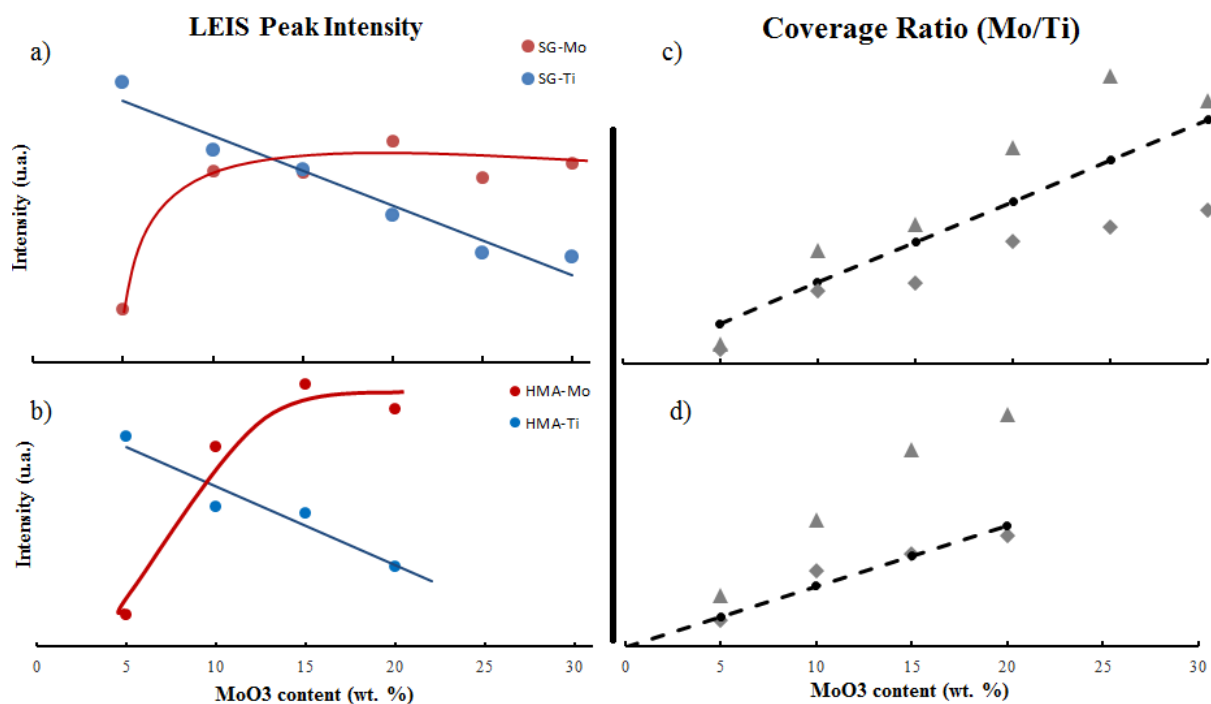 LEIS Peak Intensity
Coverage Ratio (Mo/Ti)
a)
SG-Mo
SG-Ti
c)
Intensity (u.a.)
b)
HMA-Mo
HMA-Ti
d)
Intensity (u.a.)
0 5 10 15 20 25 30
0 5 10 15 20 25 30
MoO3 content (wt. %)
MoO3 content (wt. %)